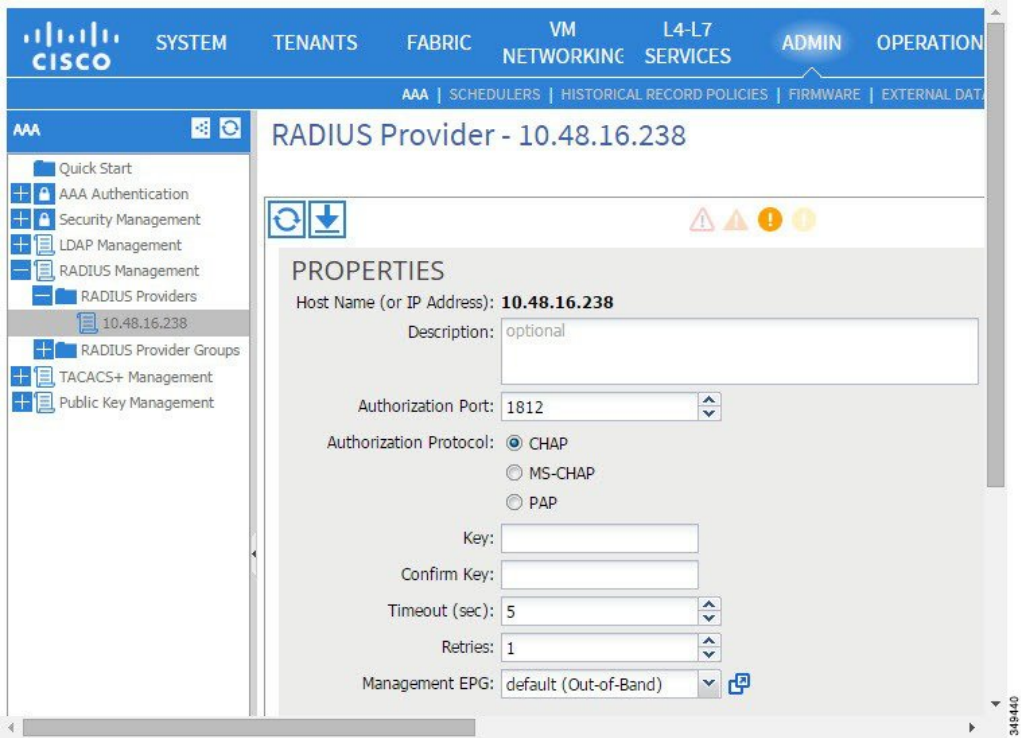 CISCO
SYSTEM
TENANTS
FABRIC
VM
NETWORKING
L4-L7
SERVICES
ADMIN
OPERATION
AAA | SCHEDULERS | HISTORICAL RECORD POLICIES | FIRMWARE | EXTERNAL DAT
AAA
Quick Start
AAA Authentication
Security Management
LDAP Management
RADIUS Management
RADIUS Providers
10.48.16.238
RADIUS Provider Groups
TACACS+ Management
Public Key Management
RADIUS Provider - 10.48.16.238
PROPERTIES
Host Name (or IP Address): 10.48.16.238
Description: optional
Authorization Port: 1812
Authorization Protocol: CHAP
MS-CHAP
PAP
Key:
Confirm Key:
Timeout (sec): 5
Retries: 1
Management EPG: default (Out-of-Band)
349440